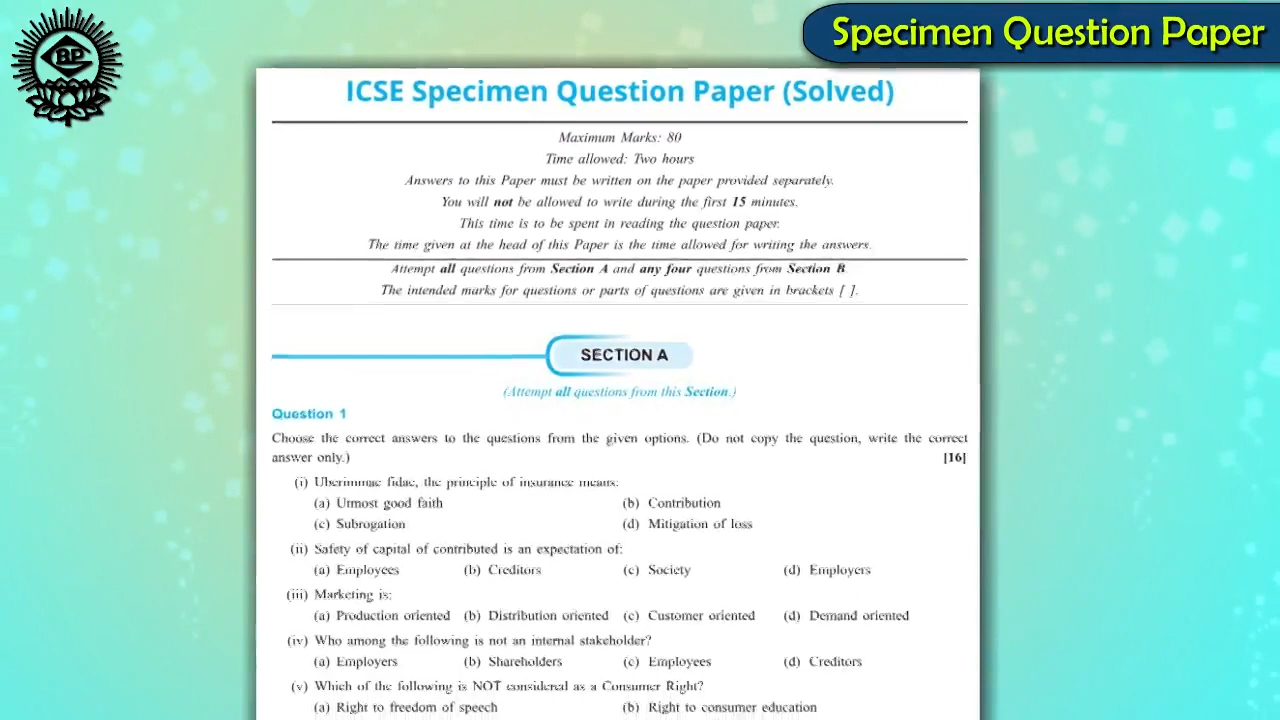 BP
Specimen Question Paper
ICSE Specimen Question Paper (Solved)
Maximum Marks: 80
Time allowed: Two hours
Answers to this Paper must be written on the paper provided separately.
You will not be allowed to write during the first 15 minutes.
This time is to be spent in reading the question paper.
The time given at the head of this Paper is the time allowed for writing the answers.
Attempt all questions from Section A and any four questions from Section B.
The intended marks for questions or parts of questions are given in brackets [ ].
SECTION A
(Attempt all questions from this Section.)
Question 1
Choose the correct answers to the questions from the given options. (Do not copy the question, write the correct
answer only.) [16]
(i) Uberimmae fidae, the principle of insurance means:
(a) Utmost good faith (b) Contribution
(c) Subrogation (d) Mitigation of loss
(ii) Safety of capital of contributed is an expectation of:
(a) Employees (b) Creditors (c) Society (d) Employers
(iii) Marketing is:
(a) Production oriented (b) Distribution oriented (c) Customer oriented (d) Demand oriented
(iv) Who among the following is not an internal stakeholder?
(a) Employers (b) Shareholders (c) Employees (d) Creditors
(v) Which of the following is NOT considered as a Consumer Right?
(a) Right to freedom of speech (b) Right to consumer education